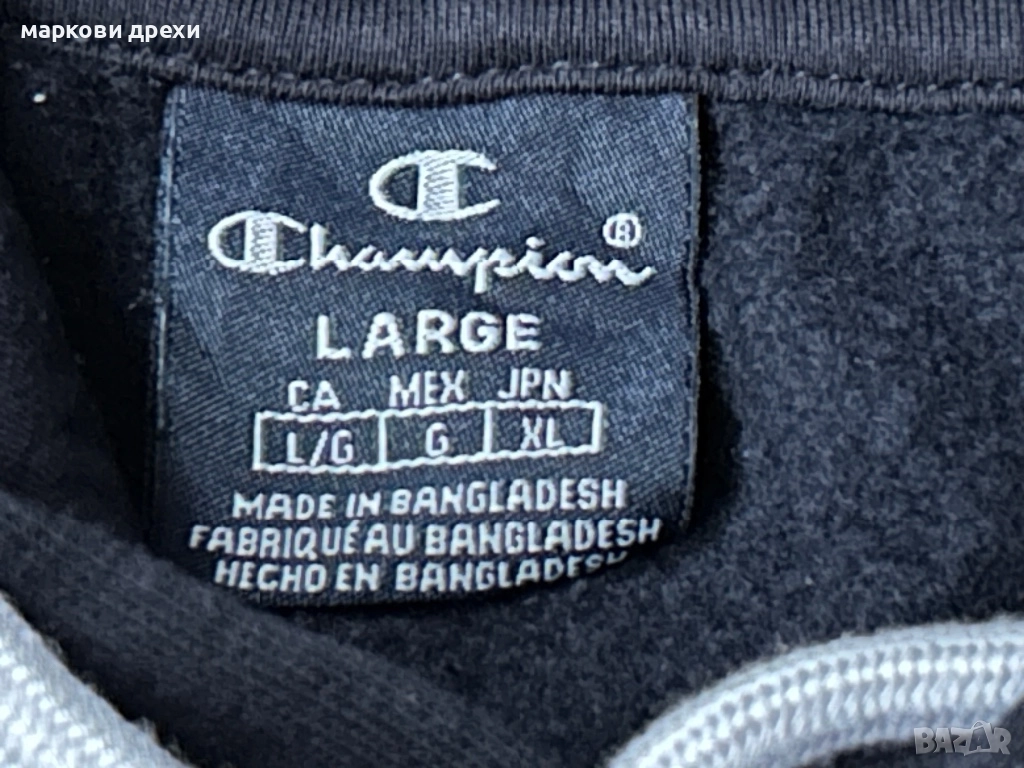 маркови дрехи
Champion®
LARGE
CA MEX JPN
L/G G XL
MADE IN BANGLADESH
FABRIQUÉ AU BANGLADESH
HECHO EN BANGLADESH
BAZAR